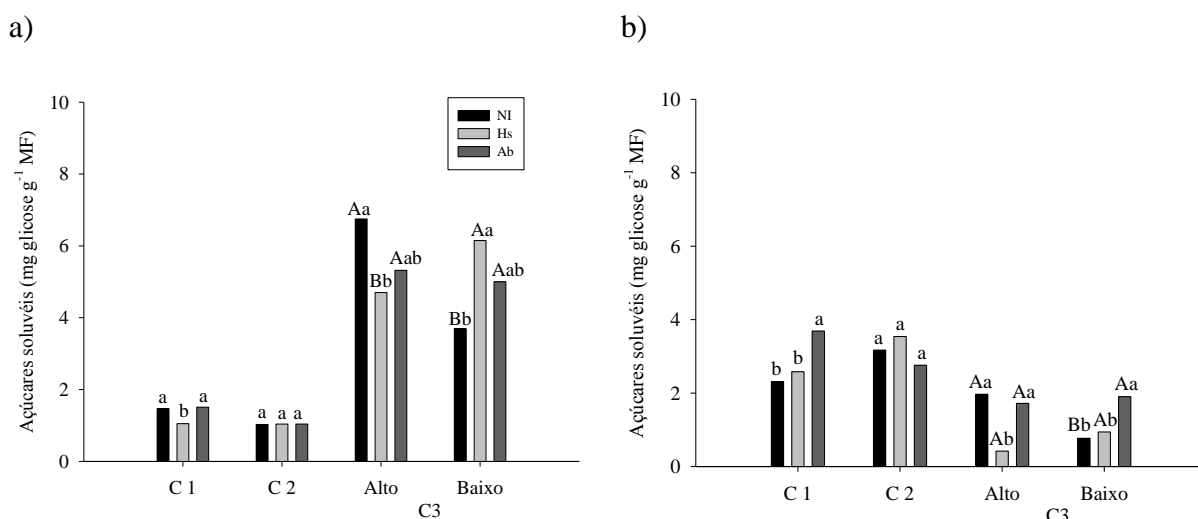 a)
Açúcares soluvéis (mg glicose g⁻¹ MF)
10
8
6
4
2
0
NI
Hs
Ab
a b a
a a a
Aa Bb Aab
Bb Aa Aab
C 1 C 2 Alto Baixo
C3
b)
Açúcares soluvéis (mg glicose g⁻¹ MF)
10
8
6
4
2
0
b b a
a a a
Aa Ab Aa
Bb Ab Aa
C 1 C 2 Alto Baixo
C3